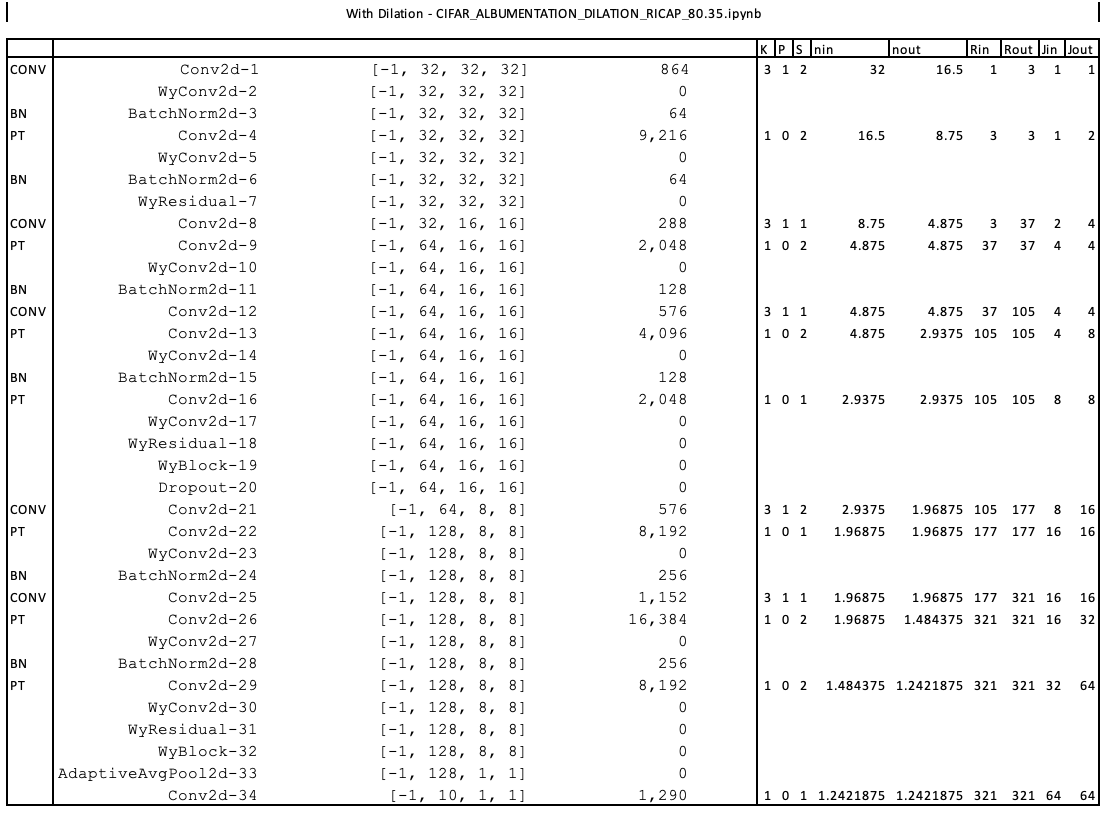 With Dilation - CIFAR_ALBUMENTATION_DILATION_RICAP_80.35.ipynb
K P S nin nout Rin Rout Jin Jout
CONV Conv2d-1 [-1, 32, 32, 32] 864 3 1 2 32 16.5 1 3 1 1
WyConv2d-2 [-1, 32, 32, 32] 0
BN BatchNorm2d-3 [-1, 32, 32, 32] 64
PT Conv2d-4 [-1, 32, 32, 32] 9,216 1 0 2 16.5 8.75 3 3 1 2
WyConv2d-5 [-1, 32, 32, 32] 0
BN BatchNorm2d-6 [-1, 32, 32, 32] 64
WyResidual-7 [-1, 32, 32, 32] 0
CONV Conv2d-8 [-1, 32, 16, 16] 288 3 1 1 8.75 4.875 3 37 2 4
PT Conv2d-9 [-1, 64, 16, 16] 2,048 1 0 2 4.875 4.875 37 37 4 4
WyConv2d-10 [-1, 64, 16, 16] 0
BN BatchNorm2d-11 [-1, 64, 16, 16] 128
CONV Conv2d-12 [-1, 64, 16, 16] 576 3 1 1 4.875 4.875 37 105 4 4
PT Conv2d-13 [-1, 64, 16, 16] 4,096 1 0 2 4.875 2.9375 105 105 4 8
WyConv2d-14 [-1, 64, 16, 16] 0
BN BatchNorm2d-15 [-1, 64, 16, 16] 128
PT Conv2d-16 [-1, 64, 16, 16] 2,048 1 0 1 2.9375 2.9375 105 105 8 8
WyConv2d-17 [-1, 64, 16, 16] 0
WyResidual-18 [-1, 64, 16, 16] 0
WyBlock-19 [-1, 64, 16, 16] 0
Dropout-20 [-1, 64, 16, 16] 0
CONV Conv2d-21 [-1, 64, 8, 8] 576 3 1 2 2.9375 1.96875 105 177 8 16
PT Conv2d-22 [-1, 128, 8, 8] 8,192 1 0 1 1.96875 1.96875 177 177 16 16
WyConv2d-23 [-1, 128, 8, 8] 0
BN BatchNorm2d-24 [-1, 128, 8, 8] 256
CONV Conv2d-25 [-1, 128, 8, 8] 1,152 3 1 1 1.96875 1.96875 177 321 16 16
PT Conv2d-26 [-1, 128, 8, 8] 16,384 1 0 2 1.96875 1.484375 321 321 16 32
WyConv2d-27 [-1, 128, 8, 8] 0
BN BatchNorm2d-28 [-1, 128, 8, 8] 256
PT Conv2d-29 [-1, 128, 8, 8] 8,192 1 0 2 1.484375 1.2421875 321 321 32 64
WyConv2d-30 [-1, 128, 8, 8] 0
WyResidual-31 [-1, 128, 8, 8] 0
WyBlock-32 [-1, 128, 8, 8] 0
AdaptiveAvgPool2d-33 [-1, 128, 1, 1] 0
Conv2d-34 [-1, 10, 1, 1] 1,290 1 0 1 1.2421875 1.2421875 321 321 64 64